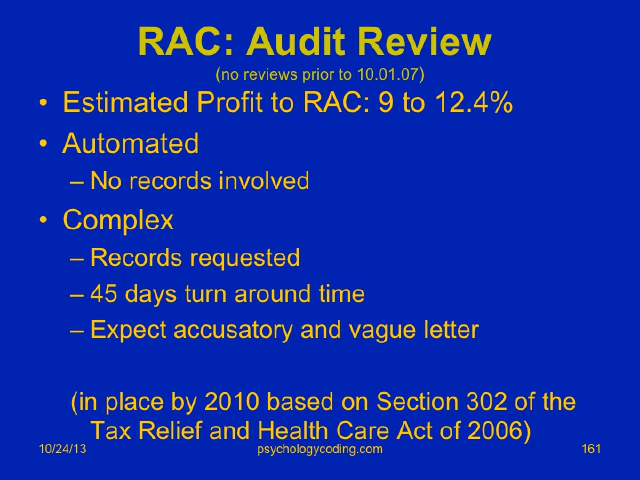 RAC: Audit Review
(no reviews prior to 10.01.07)
• Estimated Profit to RAC: 9 to 12.4%
• Automated
– No records involved
• Complex
– Records requested
– 45 days turn around time
– Expect accusatory and vague letter
(in place by 2010 based on Section 302 of the
Tax Relief and Health Care Act of 2006)
10/24/13 psychologycoding.com 161